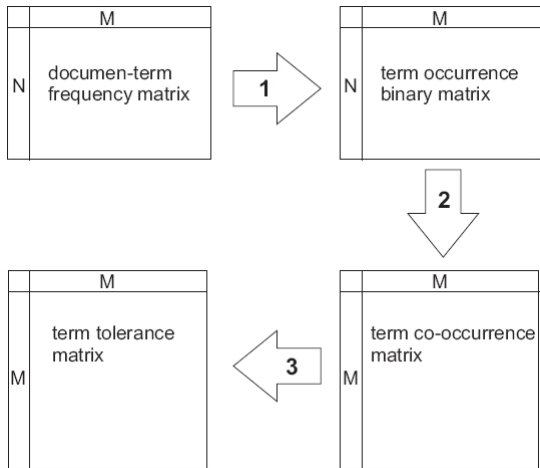 M
N
documen-term
frequency matrix
1
M
N
term occurrence
binary matrix
2
M
M
term co-occurrence
matrix
3
M
M
term tolerance
matrix